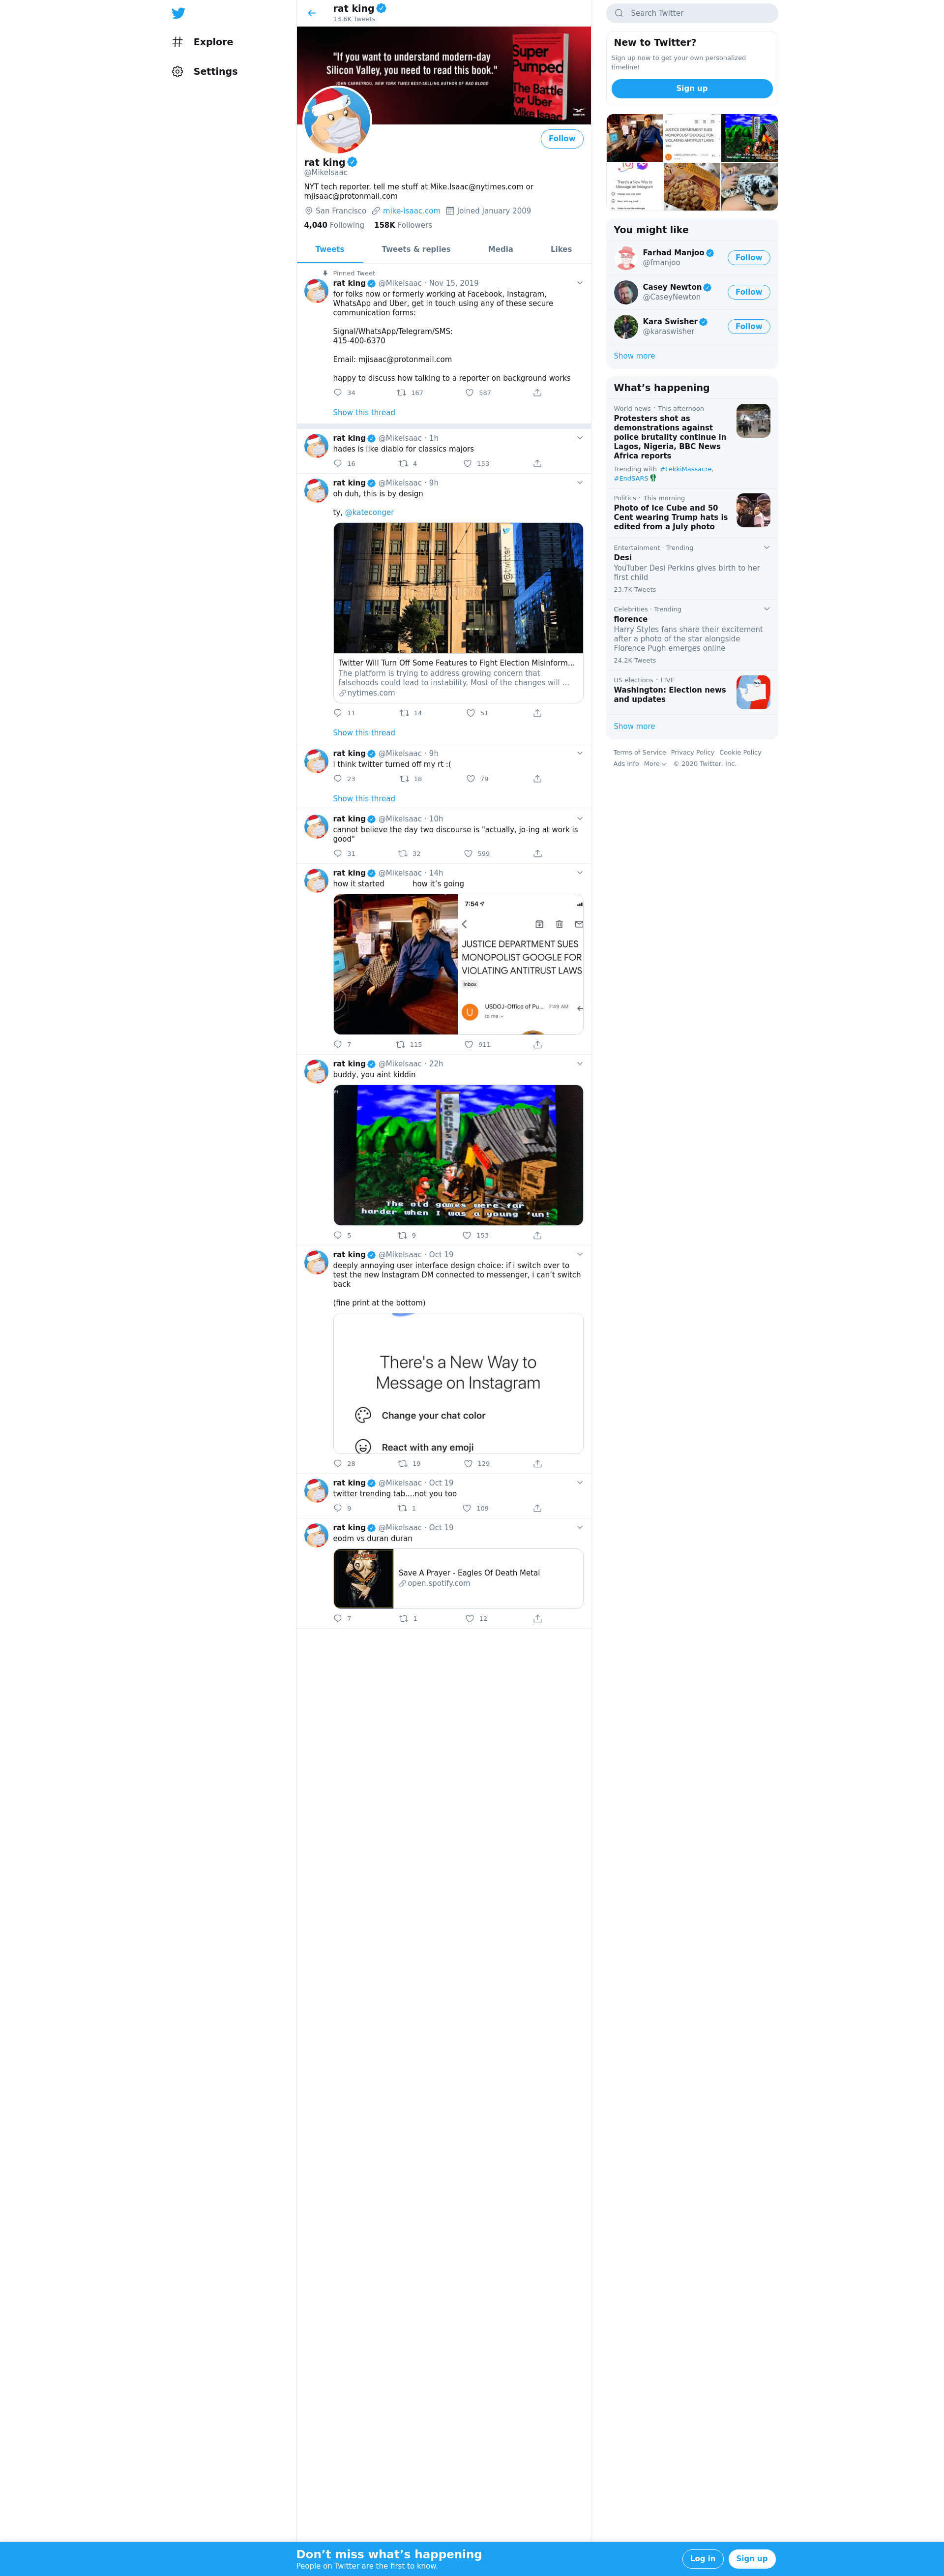 Explore
Settings
rat king
13.6K Tweets
"If you want to understand modern-day
Silicon Valley, you need to read this book."
JOHN CARREYROU, NEW YORK TIMES BEST-SELLING AUTHOR OF BAD BLOOD
Super
Pumped
The Battle
for Uber
Mike Isaac
NORTON
Follow
rat king
@MikeIsaac
NYT tech reporter. tell me stuff at Mike.Isaac@nytimes.com or
mjisaac@protonmail.com
San Francisco mike-isaac.com Joined January 2009
4,040 Following 158K Followers
Tweets Tweets & replies Media Likes
Pinned Tweet
rat king @MikeIsaac · Nov 15, 2019
for folks now or formerly working at Facebook, Instagram,
WhatsApp and Uber, get in touch using any of these secure
communication forms:
Signal/WhatsApp/Telegram/SMS:
415-400-6370
Email: mjisaac@protonmail.com
happy to discuss how talking to a reporter on background works
34 167 587
Show this thread
rat king @MikeIsaac · 1h
hades is like diablo for classics majors
16 4 153
rat king @MikeIsaac · 9h
oh duh, this is by design
ty, @kateconger
Twitter Will Turn Off Some Features to Fight Election Misinform...
The platform is trying to address growing concern that
falsehoods could lead to instability. Most of the changes will ...
nytimes.com
11 14 51
Show this thread
rat king @MikeIsaac · 9h
i think twitter turned off my rt :(
23 18 79
Show this thread
rat king @MikeIsaac · 10h
cannot believe the day two discourse is "actually, jo-ing at work is
good"
31 32 599
rat king @MikeIsaac · 14h
how it started how it's going
7:54
JUSTICE DEPARTMENT SUES
MONOPOLIST GOOGLE FOR
VIOLATING ANTITRUST LAWS
Inbox
U USDOJ-Office of Pu... 7:49 AM
to me
7 115 911
rat king @MikeIsaac · 22h
buddy, you aint kiddin
The old games were far
harder when I was a young 'un!
5 9 153
rat king @MikeIsaac · Oct 19
deeply annoying user interface design choice: if i switch over to
test the new Instagram DM connected to messenger, i can't switch
back
(fine print at the bottom)
There's a New Way to
Message on Instagram
Change your chat color
React with any emoji
28 19 129
rat king @MikeIsaac · Oct 19
twitter trending tab....not you too
9 1 109
rat king @MikeIsaac · Oct 19
eodm vs duran duran
Save A Prayer - Eagles Of Death Metal
open.spotify.com
7 1 12
Search Twitter
New to Twitter?
Sign up now to get your own personalized
timeline!
Sign up
JUSTICE DEPARTMENT SUES
MONOPOLIST GOOGLE FOR
VIOLATING ANTITRUST LAWS
There's a New Way to
Message on Instagram
You might like
Farhad Manjoo
@fmanjoo
Follow
Casey Newton
@CaseyNewton
Follow
Kara Swisher
@karaswisher
Follow
Show more
What's happening
World news · This afternoon
Protesters shot as
demonstrations against
police brutality continue in
Lagos, Nigeria, BBC News
Africa reports
Trending with #LekkiMassacre,
#EndSARS
Politics · This morning
Photo of Ice Cube and 50
Cent wearing Trump hats is
edited from a July photo
Entertainment · Trending
Desi
YouTuber Desi Perkins gives birth to her
first child
23.7K Tweets
Celebrities · Trending
florence
Harry Styles fans share their excitement
after a photo of the star alongside
Florence Pugh emerges online
24.2K Tweets
US elections · LIVE
Washington: Election news
and updates
Show more
Terms of Service Privacy Policy Cookie Policy
Ads info More © 2020 Twitter, Inc.
Don't miss what's happening
People on Twitter are the first to know.
Log in Sign up